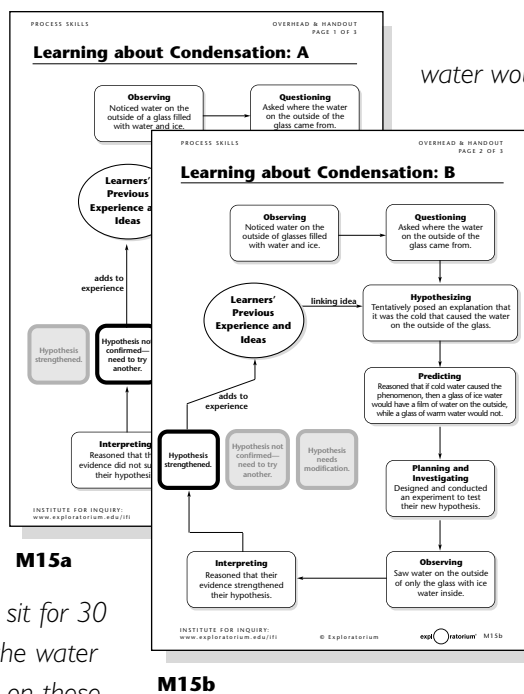 PROCESS SKILLS
OVERHEAD & HANDOUT
PAGE 1 OF 3
Learning about Condensation: A
Observing
Noticed water on the
outside of a glass filled
with water and ice.
Questioning
Asked where the water
on the outside of the
glass came from.
Learners'
Previous
Experience
Ideas
adds to
experience
Hypothesis
strengthened.
Hypothesis not
confirmed—
need to try
another.
Interpreting
Reasoned
evidence did not
their
INSTITUTE FOR INQUIRY:
www.exploratorium.edu/ifi
M15a
water
PROCESS SKILLS
OVERHEAD & HANDOUT
PAGE 2 OF 3
Learning about Condensation: B
Observing
Noticed water on the
outside of glasses filled
with water and ice.
Questioning
Asked where the water
on the outside of the
glass came from.
Learners'
Previous
Experience and
Ideas
linking idea
Hypothesizing
Tentatively posed an explanation that
it was the cold that caused the water
on the outside of the glass.
Predicting
Reasoned that if cold water caused the
phenomenon, then a glass of ice water
would have a film of water on the outside,
while a glass of warm water would not.
adds to
experience
Hypothesis
strengthened.
Hypothesis not
confirmed—
need to try
another.
Hypothesis
needs
modification.
Planning and
Investigating
Designed and conducted
an experiment to test
their new hypothesis.
Interpreting
Reasoned that their
evidence strengthened
their hypothesis.
Observing
Saw water on the outside
of only the glass with ice
water inside.
INSTITUTE FOR INQUIRY:
www.exploratorium.edu/ifi
© Exploratorium
exploratorium
M15b
M15b
sit for 30
water
on those